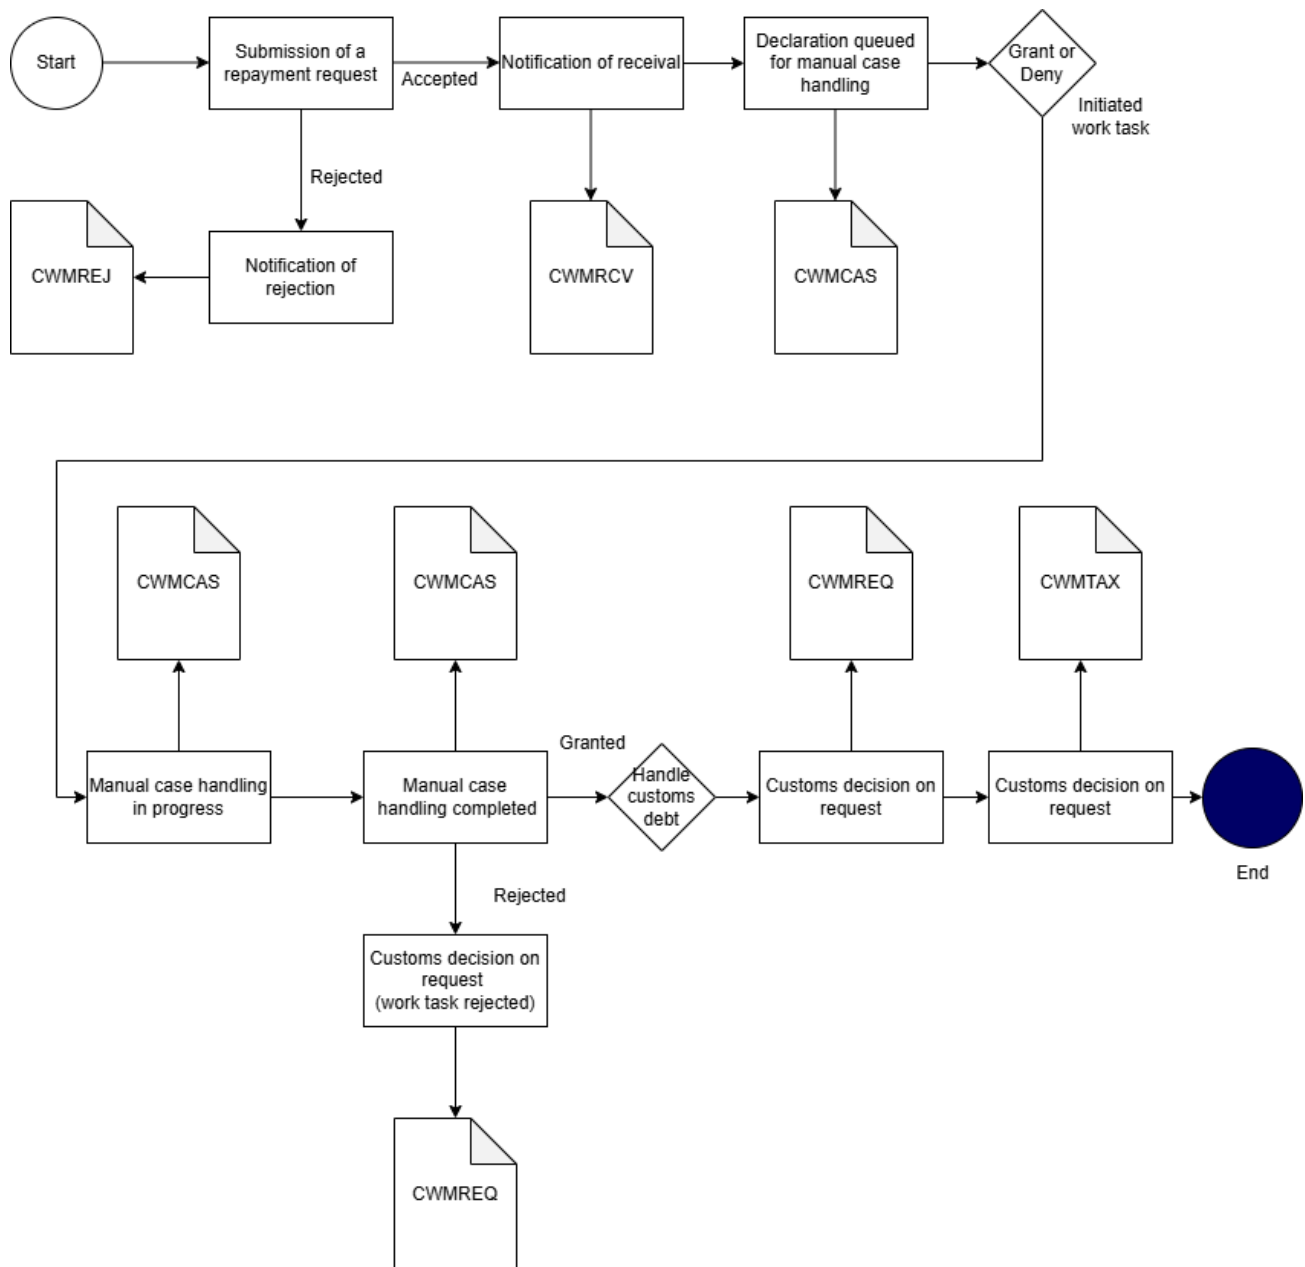 Start
Submission of a
repayment request
Accepted
Notification of receival
Declaration queued
for manual case
handling
Grant or
Deny
Initiated
work task
Rejected
CWMREJ
Notification of
rejection
CWMRCV
CWMCAS
CWMCAS
CWMCAS
CWMREQ
CWMTAX
Manual case handling
in progress
Manual case
handling completed
Granted
Handle
customs
debt
Customs decision on
request
Customs decision on
request
End
Rejected
Customs decision on
request
(work task rejected)
CWMREQ